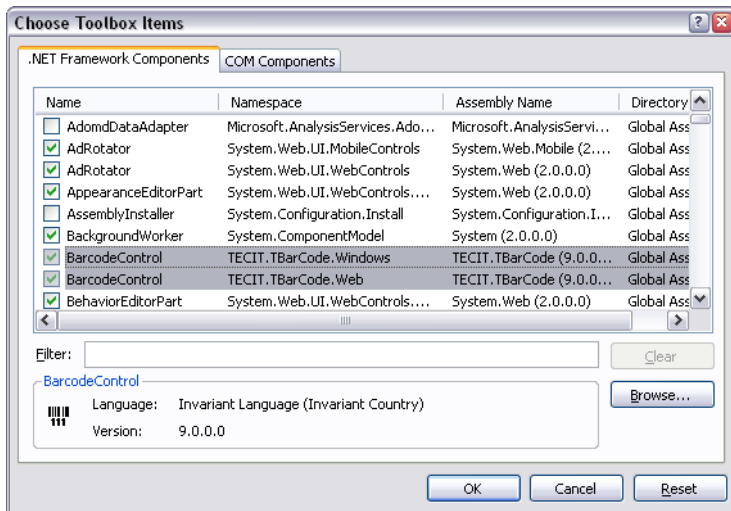 Choose Toolbox Items
.NET Framework Components COM Components
Name Namespace Assembly Name Directory
AdomdDataAdapter Microsoft.AnalysisServices.Ado... Microsoft.AnalysisServi... Global Ass
AdRotator System.Web.UI.MobileControls System.Web.Mobile (2.... Global Ass
AdRotator System.Web.UI.WebControls System.Web (2.0.0.0) Global Ass
AppearanceEditorPart System.Web.UI.WebControls.... System.Web (2.0.0.0) Global Ass
AssemblyInstaller System.Configuration.Install System.Configuration.I... Global Ass
BackgroundWorker System.ComponentModel System (2.0.0.0) Global Ass
BarcodeControl TECIT.TBarCode.Windows TECIT.TBarCode (9.0.0... Global Ass
BarcodeControl TECIT.TBarCode.Web TECIT.TBarCode (9.0.0... Global Ass
BehaviorEditorPart System.Web.UI.WebControls.... System.Web (2.0.0.0) Global Ass
Filter: Clear
BarcodeControl
Browse...
Language: Invariant Language (Invariant Country)
Version: 9.0.0.0
OK Cancel Reset